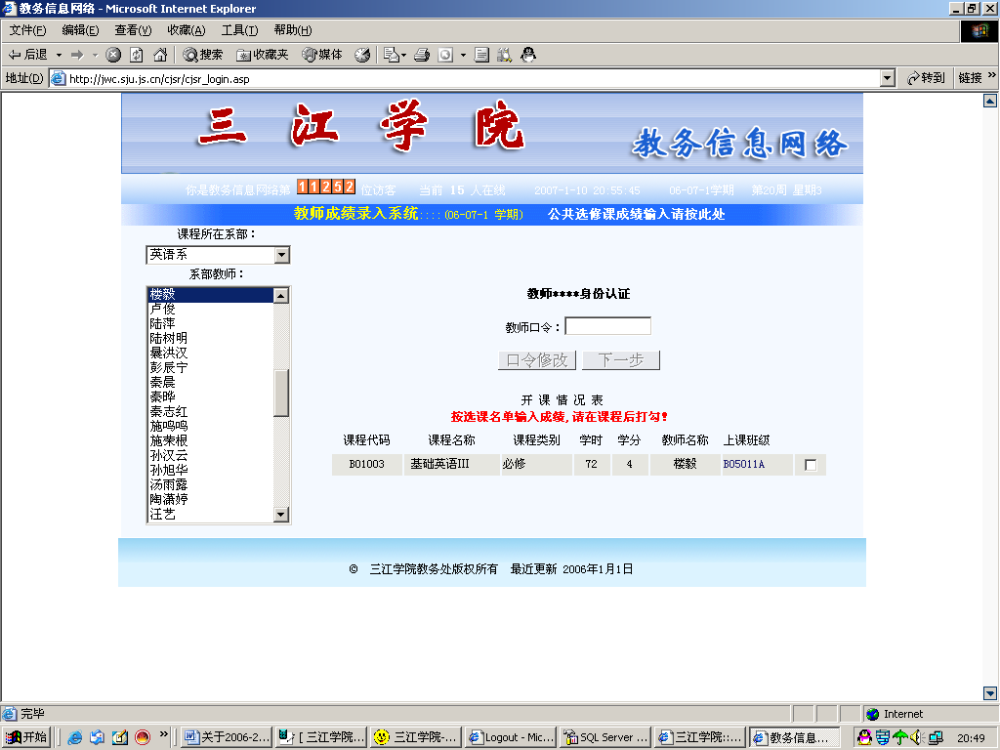 教务信息网络 - Microsoft Internet Explorer
文件(F) 编辑(E) 查看(V) 收藏(A) 工具(T) 帮助(H)
后退 搜索 收藏夹 媒体
地址(D) http://jwc.sju.js.cn/cjsr/cjsr_login.asp 转到 链接 »
三江学院
教务信息网络
你是教务信息网络第 11252 位访客 当前 15 人在线 2007-1-10 20:55:45 06-07-1学期 第20周 星期3
教师成绩录入系统::::(06-07-1 学期) 公共选修课成绩输入请按此处
课程所在系部：
英语系
系部教师：
楼毅
卢俊
陆萍
陆树明
彭辰宁
秦晨
秦晔
秦志红
施鸣鸣
施荣根
孙汉云
孙旭华
汤雨露
陶潇婷
汪艺
教师****身份认证
教师口令：
口令修改 下一步
开 课 情 况 表
按选课名单输入成绩,请在课程后打勾!
课程代码 课程名称 课程类别 学时 学分 教师名称 上课班级
B01003 基础英语III 必修 72 4 楼毅 B05011A
© 三江学院教务处版权所有 最近更新 2006年1月1日
完毕 Internet
开始 » 关于2006-2... [ 三江学院... 三江学院-... Logout - Mic... SQL Server ... 三江学院::... 教务信息... 20:49